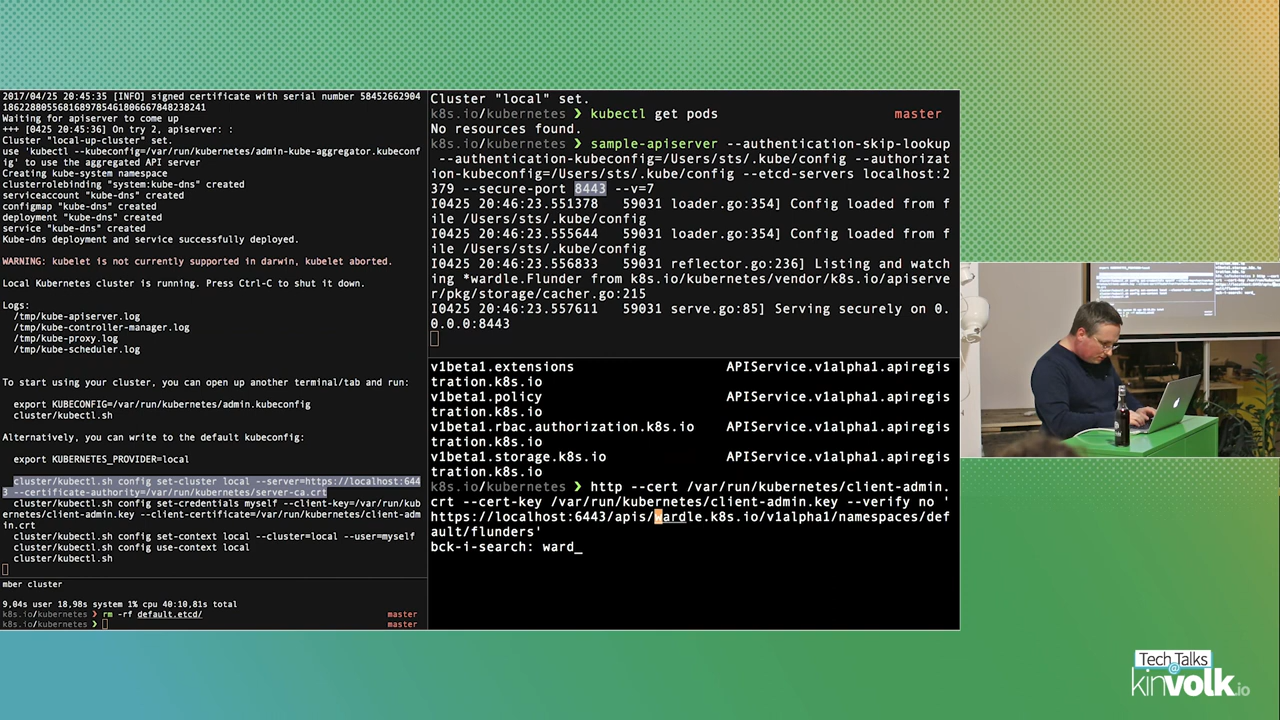 2017/04/25 20:45:35 [INFO] signed certificate with serial number 58452662904
186228805568168978546180666784823824​1
Waiting for apiserver to come up
+++ [0425 20:45:36] On try 2, apiserver: :
Cluster "local-up-cluster" set.
use 'kubectl --kubeconfig=/var/run/kubernetes/admin-kube-aggregator.kubeconf
ig' to use the aggregated API server
Creating kube-system namespace
clusterrolebinding "system:kube-dns" created
serviceaccount "kube-dns" created
configmap "kube-dns" created
deployment "kube-dns" created
service "kube-dns" created
Kube-dns deployment and service successfully deployed.
WARNING: kubelet is not currently supported in darwin, kubelet aborted.
Local Kubernetes cluster is running. Press Ctrl-C to shut it down.
Logs:
/tmp/kube-apiserver.log
/tmp/kube-controller-manager.log
/tmp/kube-proxy.log
/tmp/kube-scheduler.log
To start using your cluster, you can open up another terminal/tab and run:
export KUBECONFIG=/var/run/kubernetes/admin.kubeconfig
cluster/kubectl.sh
Alternatively, you can write to the default kubeconfig:
export KUBERNETES_PROVIDER=local
cluster/kubectl.sh config set-cluster local --server=https://localhost:644
3 --certificate-authority=/var/run/kubernetes/server-ca.crt
cluster/kubectl.sh config set-credentials myself --client-key=/var/run/kub
ernetes/client-admin.key --client-certificate=/var/run/kubernetes/client-adm
in.crt
cluster/kubectl.sh config set-context local --cluster=local --user=myself
cluster/kubectl.sh config use-context local
cluster/kubectl.sh
mber cluster
9,04s user 18,98s system 1% cpu 40:10,81s total
k8s.io/kubernetes ❯ rm -rf default.etcd/ master
k8s.io/kubernetes ❯ master
Cluster "local" set.
k8s.io/kubernetes ❯ kubectl get pods master
No resources found.
k8s.io/kubernetes ❯ sample-apiserver --authentication-skip-lookup
--authentication-kubeconfig=/Users/sts/.kube/config --authorizat
ion-kubeconfig=/Users/sts/.kube/config --etcd-servers localhost:2
379 --secure-port 8443 --v=7
I0425 20:46:23.551378 59031 loader.go:354] Config loaded from f
ile /Users/sts/.kube/config
I0425 20:46:23.555644 59031 loader.go:354] Config loaded from f
ile /Users/sts/.kube/config
I0425 20:46:23.556833 59031 reflector.go:236] Listing and watch
ing *wardle.Flunder from k8s.io/kubernetes/vendor/k8s.io/apiserve
r/pkg/storage/cacher.go:215
I0425 20:46:23.557611 59031 serve.go:85] Serving securely on 0.
0.0.0:8443
v1beta1.extensions APIService.v1alpha1.apiregis
tration.k8s.io
v1beta1.policy APIService.v1alpha1.apiregis
tration.k8s.io
v1beta1.rbac.authorization.k8s.io APIService.v1alpha1.apiregis
tration.k8s.io
v1beta1.storage.k8s.io APIService.v1alpha1.apiregis
tration.k8s.io
k8s.io/kubernetes ❯ http --cert /var/run/kubernetes/client-admin.
crt --cert-key /var/run/kubernetes/client-admin.key --verify no '
https://localhost:6443/apis/wardle.k8s.io/v1alpha1/namespaces/def
ault/flunders'
bck-i-search: ward_
Tech Talks
@
kinvolk.io